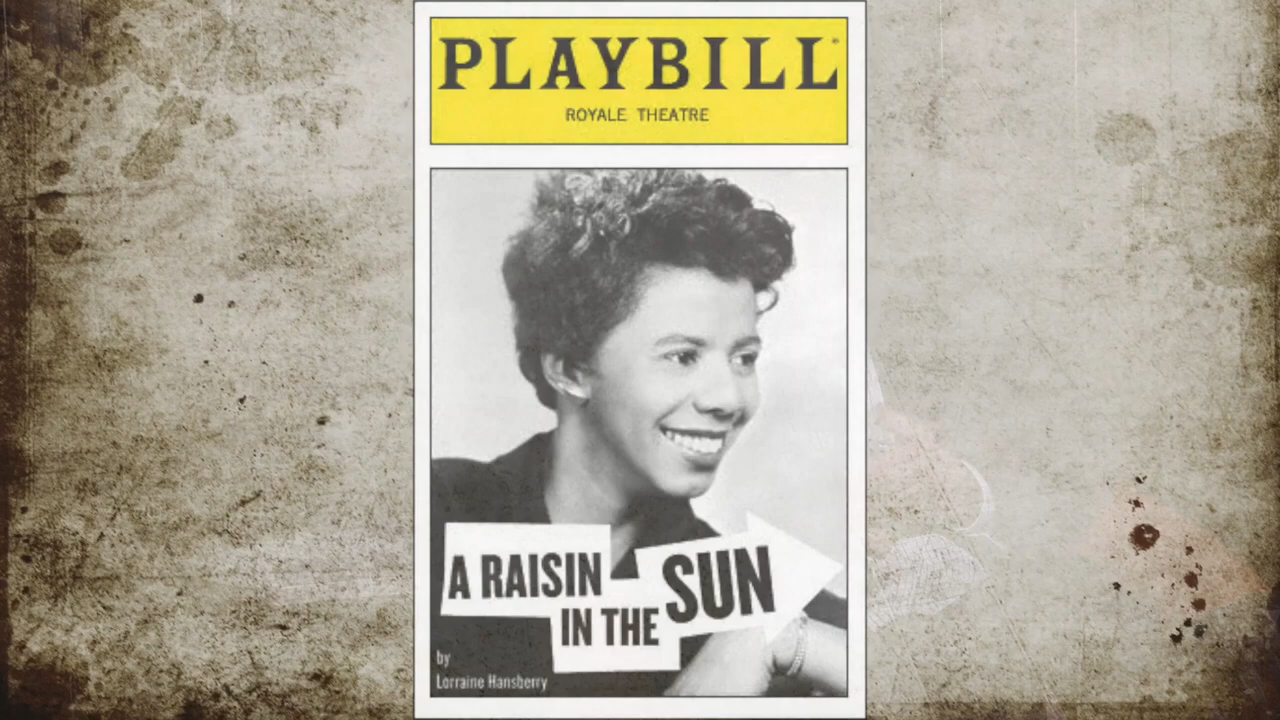 PLAYBILL
ROYALE THEATRE
A RAISIN
IN THE
SUN
by
Lorraine Hansberry